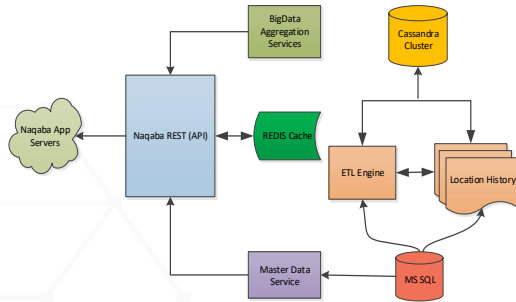 BigData
Aggregation
Services
Cassandra
Cluster
Naqaba App
Servers
Naqaba REST (API)
REDIS Cache
ETL Engine
Location History
Master Data
Service
MS SQL